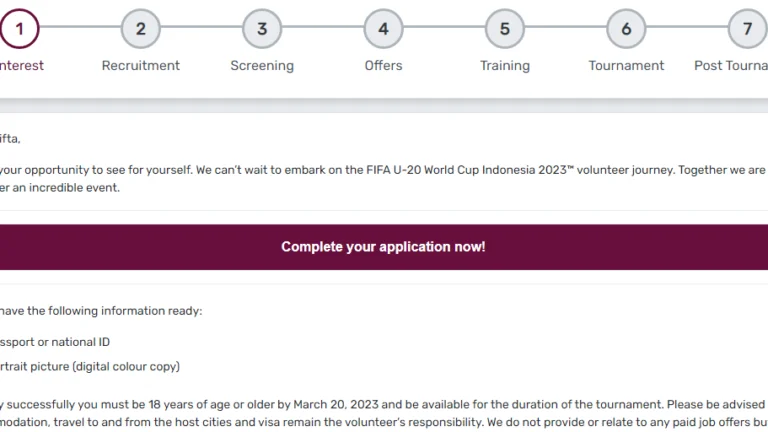 1 2 3 4 5 6 7
nterest Recruitment Screening Offers Training Tournament Post Tourna
ifta,
your opportunity to see for yourself. We can't wait to embark on the FIFA U-20 World Cup Indonesia 2023™ volunteer journey. Together we are
er an incredible event.
Complete your application now!
have the following information ready:
ssport or national ID
rtrait picture (digital colour copy)
y successfully you must be 18 years of age or older by March 20, 2023 and be available for the duration of the tournament. Please be advised
modation, travel to and from the host cities and visa remain the volunteer's responsibility. We do not provide or relate to any paid job offers bu